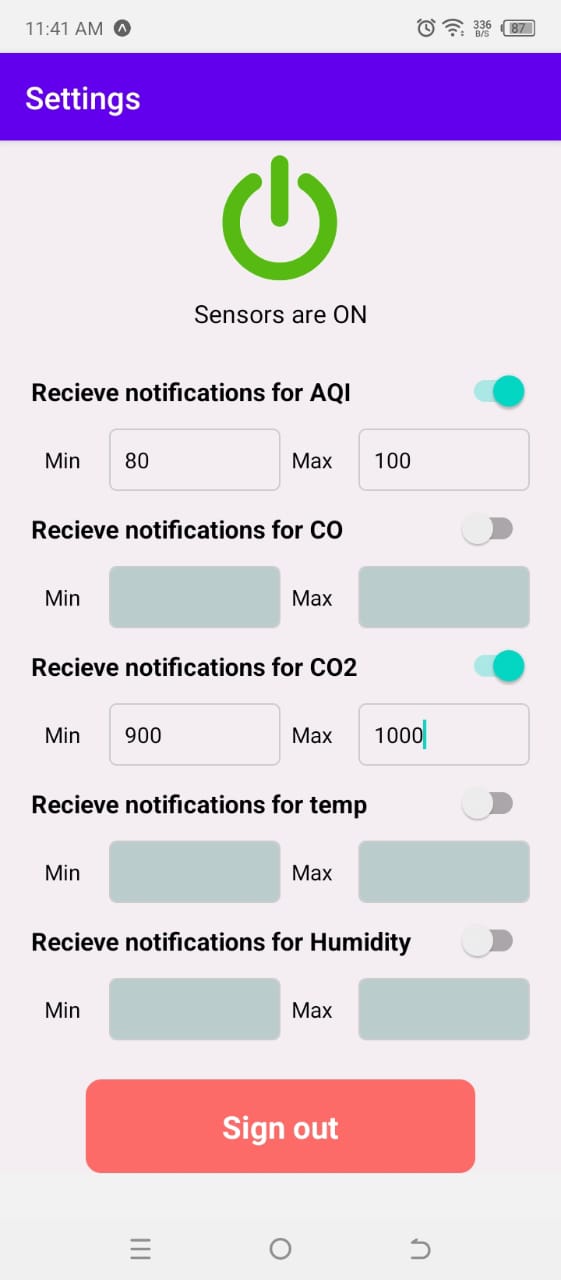 11:41 AM
336
B/S
87
Settings
Sensors are ON
Recieve notifications for AQI
Min 80 Max 100
Recieve notifications for CO
Min Max
Recieve notifications for CO2
Min 900 Max 1000
Recieve notifications for temp
Min Max
Recieve notifications for Humidity
Min Max
Sign out